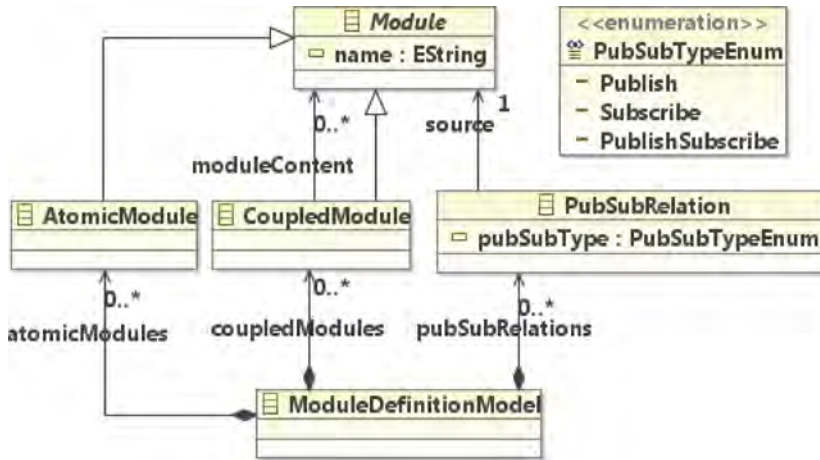 Module
name : EString
<<enumeration>>
PubSubTypeEnum
Publish
Subscribe
PublishSubscribe
0..*
moduleContent
1
source
AtomicModule
CoupledModule
PubSubRelation
pubSubType : PubSubTypeEnum
0..*
atomicModules
0..*
coupledModules
0..*
pubSubRelations
ModuleDefinitionModel